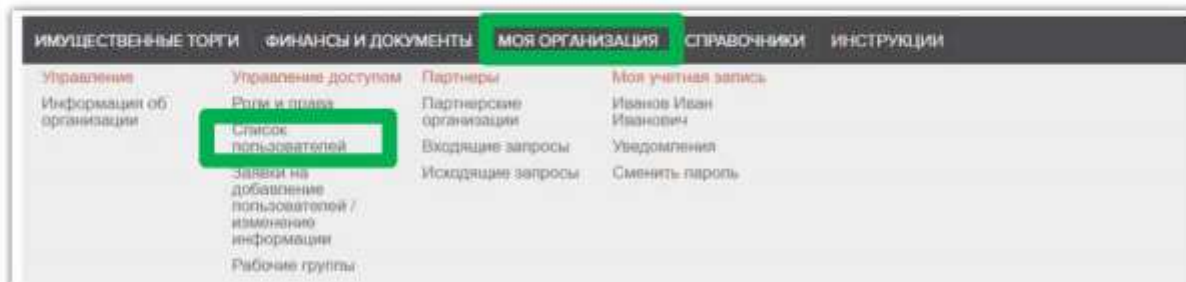 ИМУЩЕСТВЕННЫЕ ТОРГИ ФИНАНСЫ И ДОКУМЕНТЫ МОЯ ОРГАНИЗАЦИЯ СПРАВОЧНИКИ ИНСТРУКЦИИ
Управление
Информация об
организации
Управление доступом
Роли и права
Список
пользователей
Заявки на
добавление
пользователей /
изменение
информации
Рабочие группы
Партнеры
Партнерские
организации
Входящие запросы
Исходящие запросы
Моя учетная запись
Иванов Иван
Иванович
Уведомления
Сменить пароль